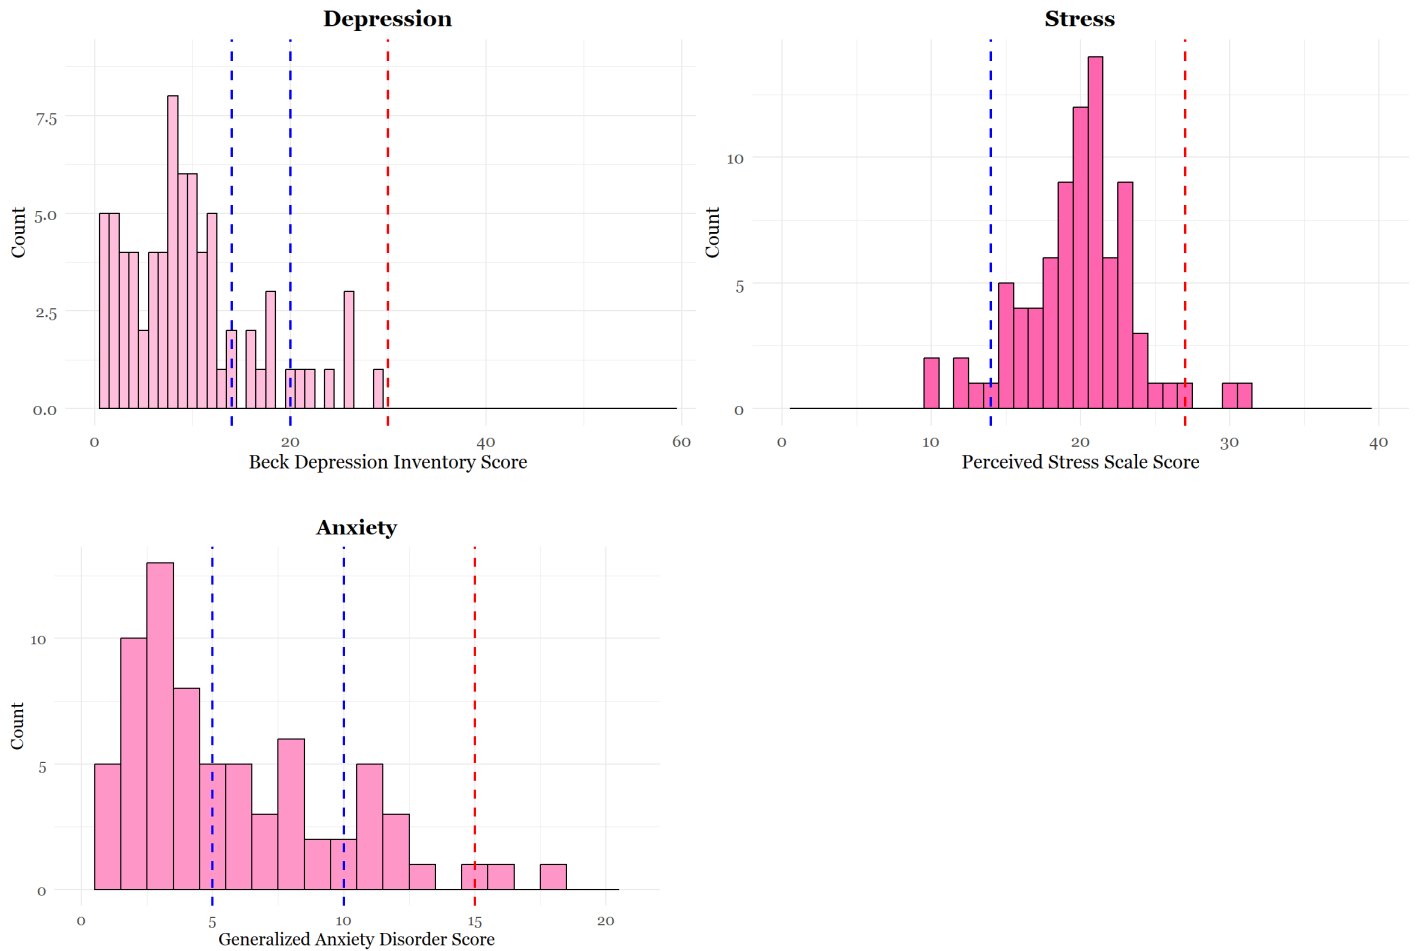 Depression
Count
7.5
5.0
2.5
0.0
0 20 40 60
Beck Depression Inventory Score
Stress
Count
10
5
0
0 10 20 30 40
Perceived Stress Scale Score
Anxiety
Count
10
5
0
0 5 10 15 20
Generalized Anxiety Disorder Score